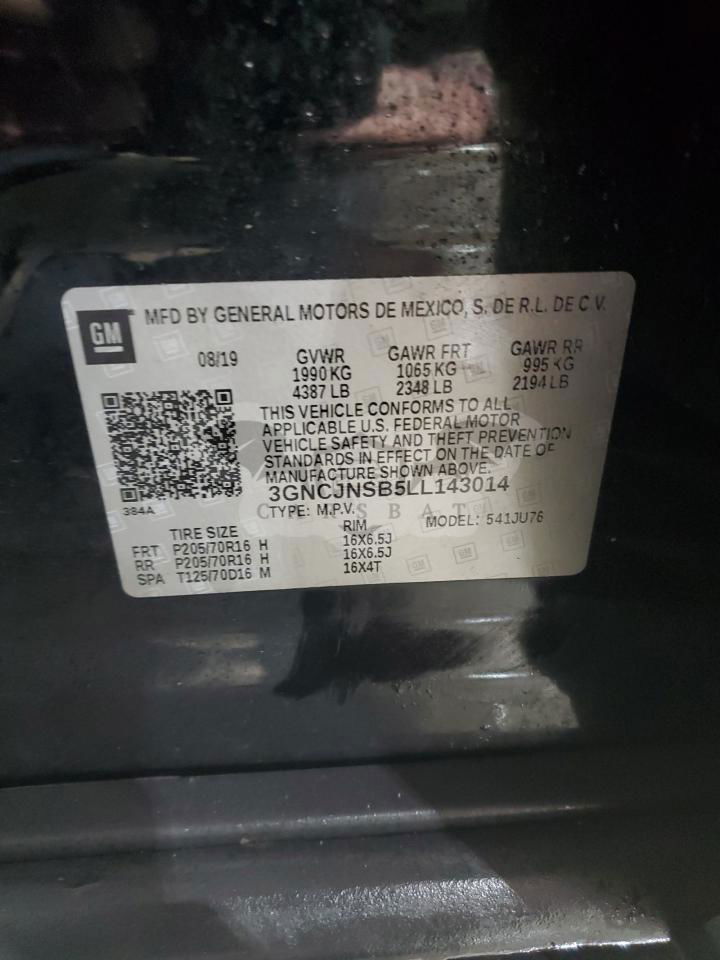 GM
MFD BY GENERAL MOTORS DE MEXICO, S. DE R.L. DE C.V.
08/19 GVWR GAWR FRT GAWR RR
1990 KG 1065 KG 995 KG
4387 LB 2348 LB 2194 LB
THIS VEHICLE CONFORMS TO ALL
APPLICABLE U.S. FEDERAL MOTOR
VEHICLE SAFETY AND THEFT PREVENTION
STANDARDS IN EFFECT ON THE DATE OF
MANUFACTURE SHOWN ABOVE.
3GNCJNSB5LL143014
384A
TYPE: M.P.V. MODEL: 541JU76
TIRE SIZE RIM
FRT P205/70R16 H 16X6.5J
RR P205/70R16 H 16X6.5J
SPA T125/70D16 M 16X4T